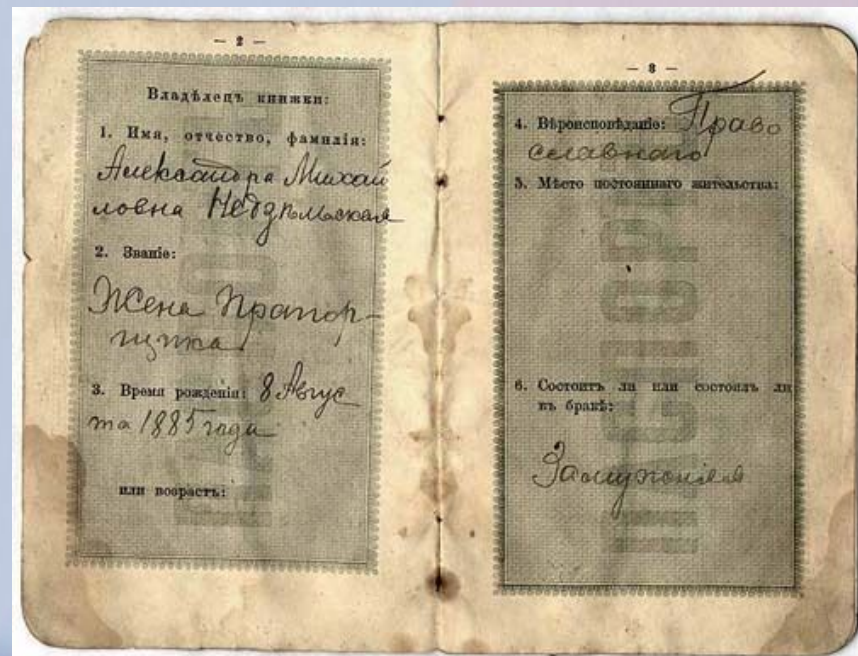 — 2 —
Владѣлецъ книжки:
1. Имя, отчество, фамилія:
Александра Михай
ловна Недзѣльская
2. Званіе:
Жена Прапор-
щика
3. Время рожденія: 8 Авгус
та 1885 года
или возрастъ:
— 3 —
4. Вѣроисповѣданіе: Право
славнаго
5. Мѣсто постояннаго жительства:
6. Состоитъ ли или состоялъ ли
въ бракѣ:
Замужняя